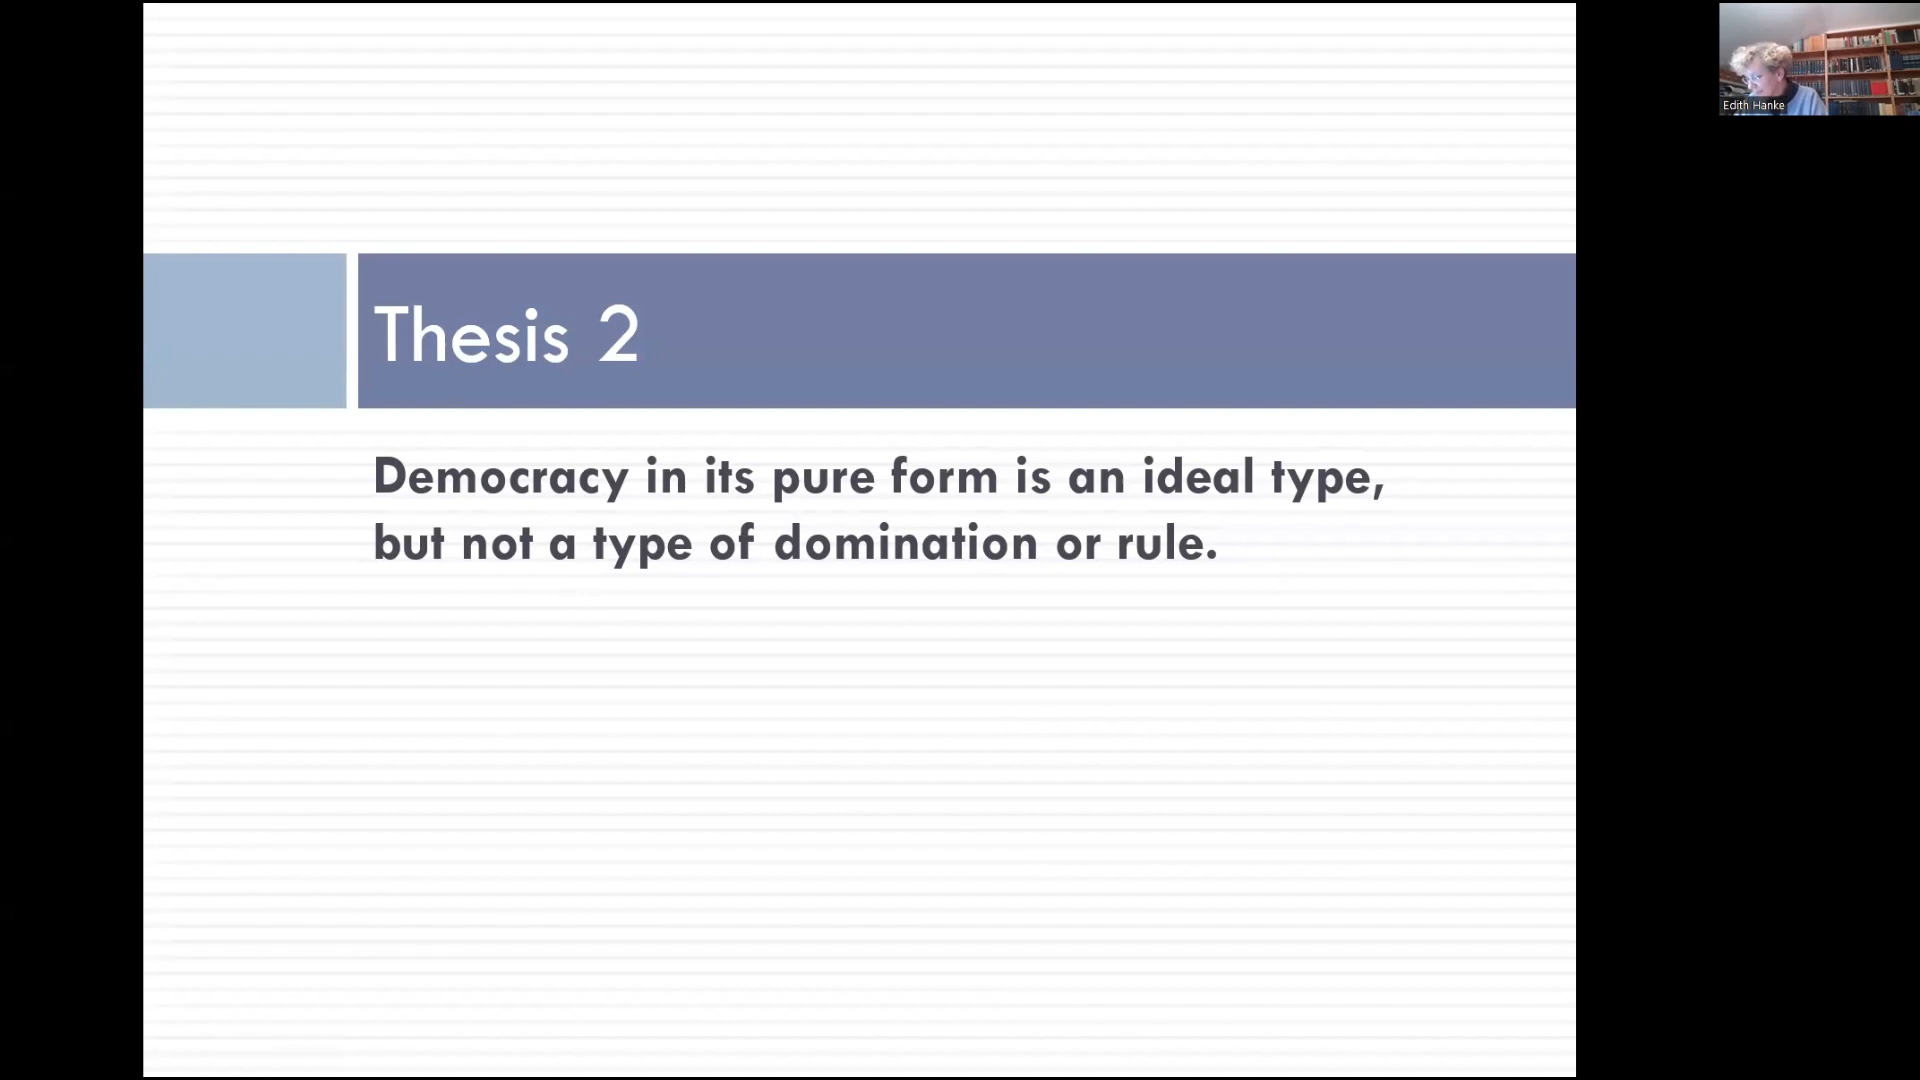 Thesis 2
Democracy in its pure form is an ideal type,
but not a type of domination or rule.
Edith Hanke